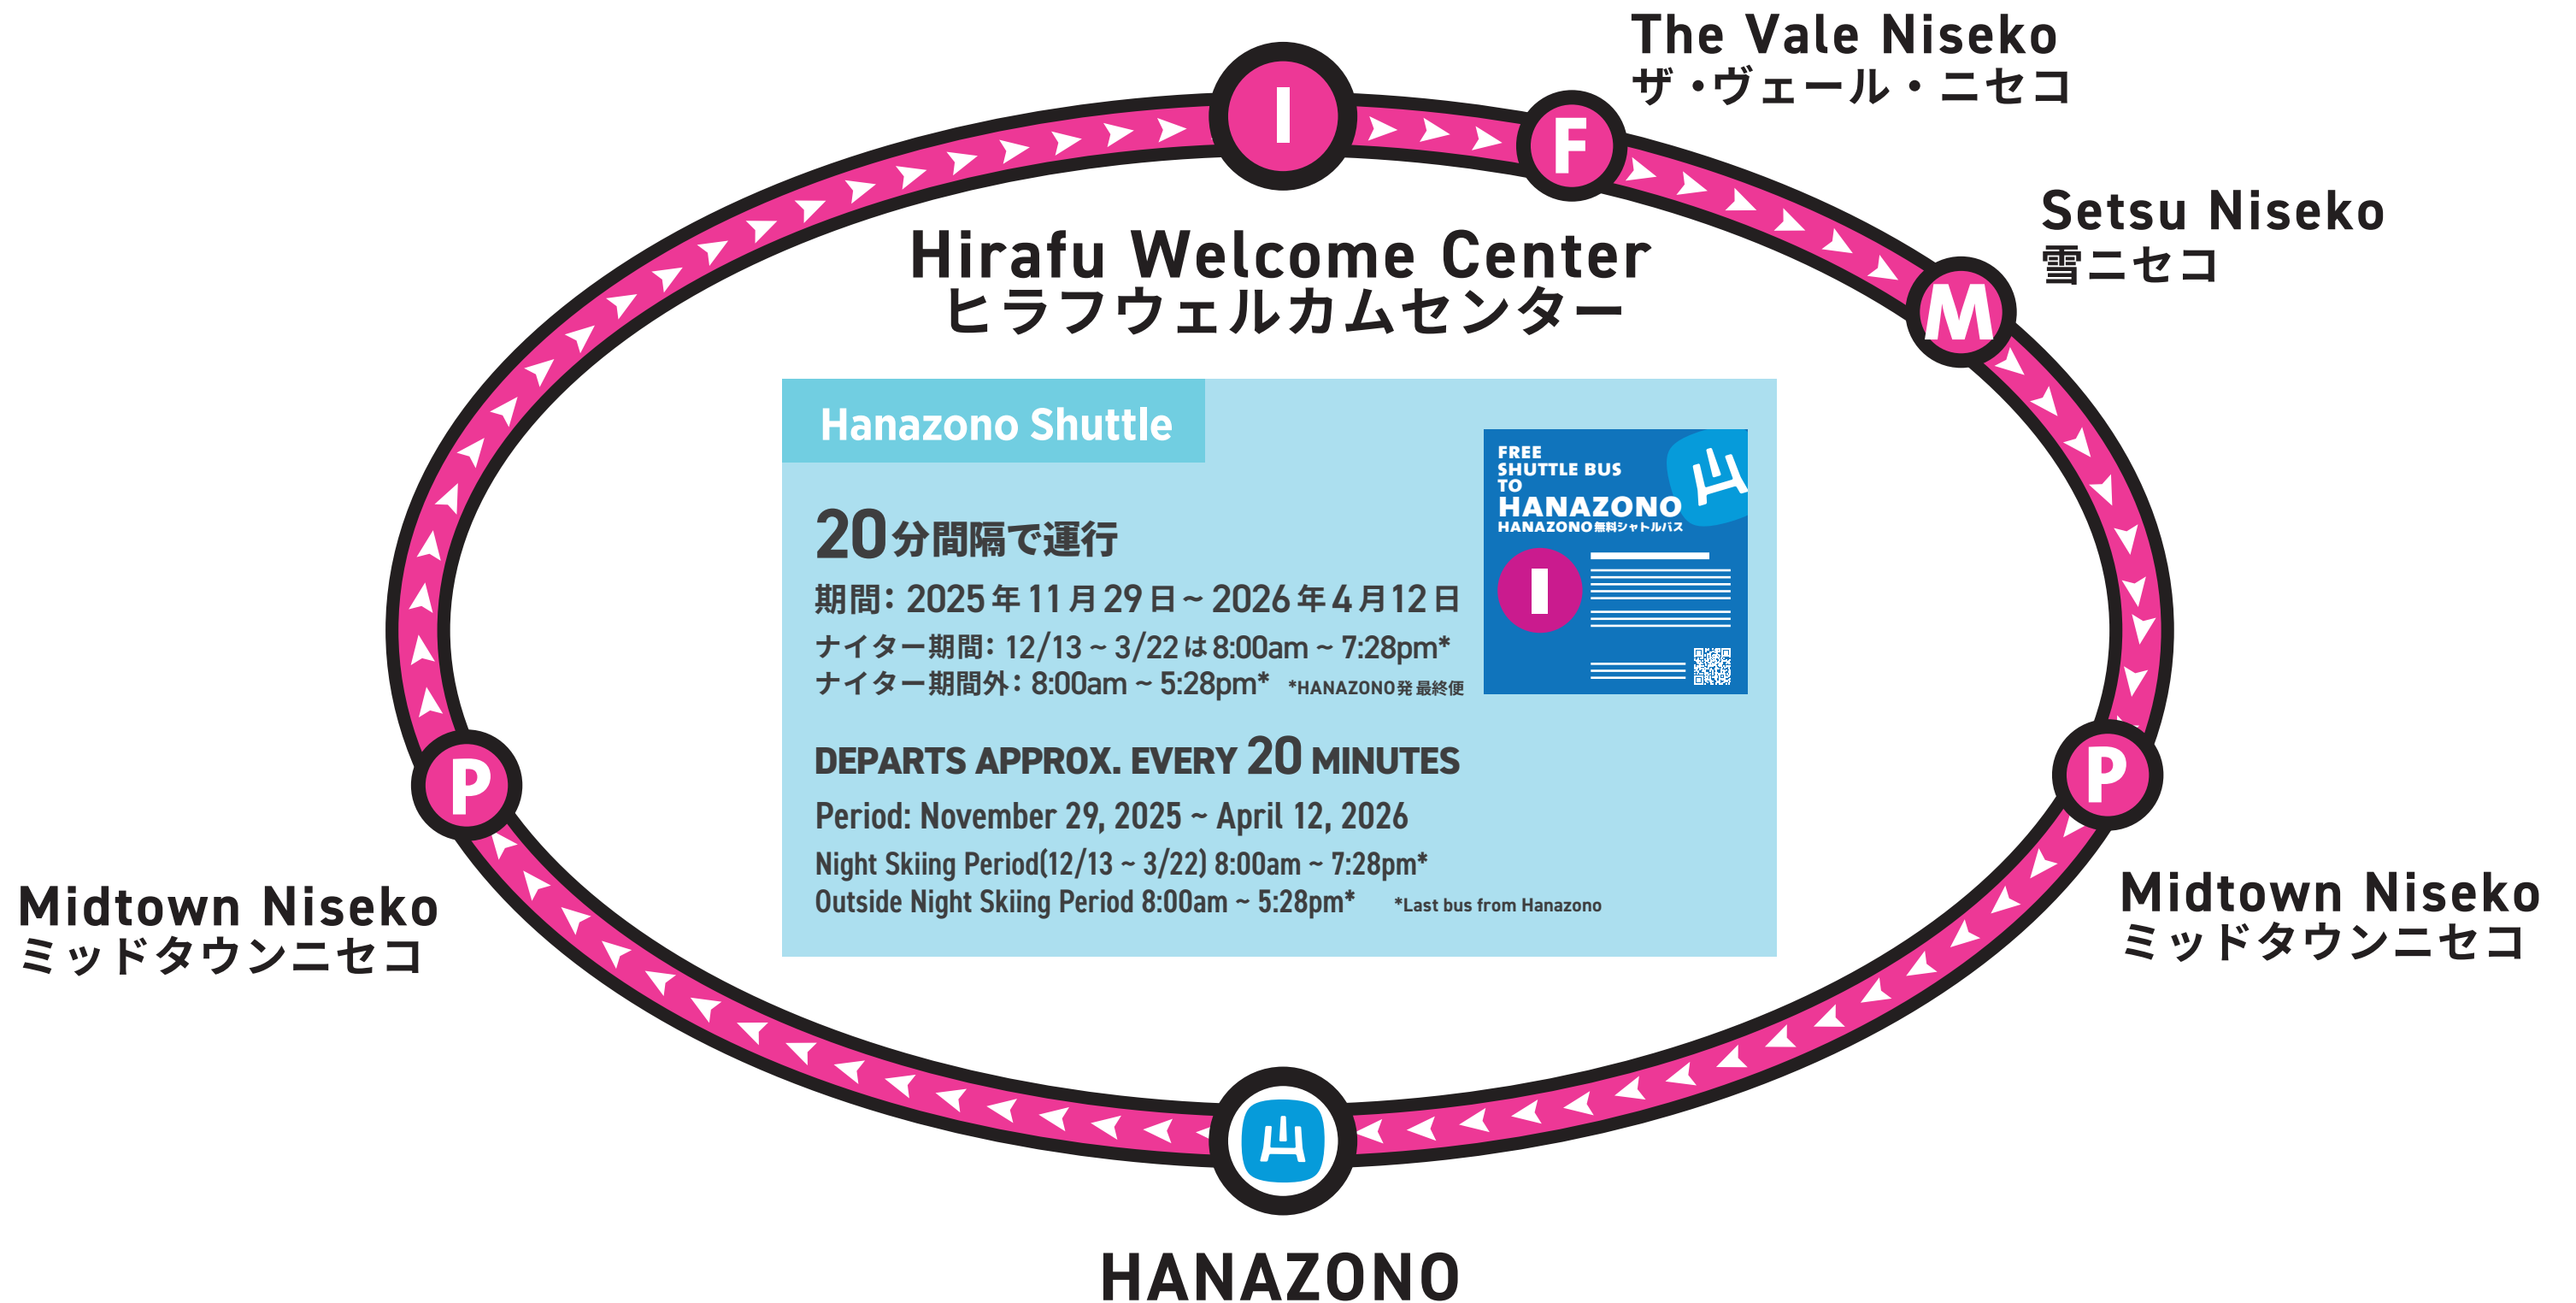 The Vale Niseko
ザ・ヴェール・ニセコ
I
F
Setsu Niseko
雪ニセコ
M
Hirafu Welcome Center
ヒラフウェルカムセンター
Hanazono Shuttle
20分間隔で運行
期間：2025年11月29日~2026年4月12日
ナイター期間：12/13 ~ 3/22は8:00am ~ 7:28pm*
ナイター期間外：8:00am ~ 5:28pm* *HANAZONO発 最終便
DEPARTS APPROX. EVERY 20 MINUTES
Period: November 29, 2025 ~ April 12, 2026
Night Skiing Period(12/13 ~ 3/22) 8:00am ~ 7:28pm*
Outside Night Skiing Period 8:00am ~ 5:28pm* *Last bus from Hanazono
FREE
SHUTTLE BUS
TO
HANAZONO
HANAZONO無料シャトルバス
I
P
Midtown Niseko
ミッドタウンニセコ
P
Midtown Niseko
ミッドタウンニセコ
HANAZONO